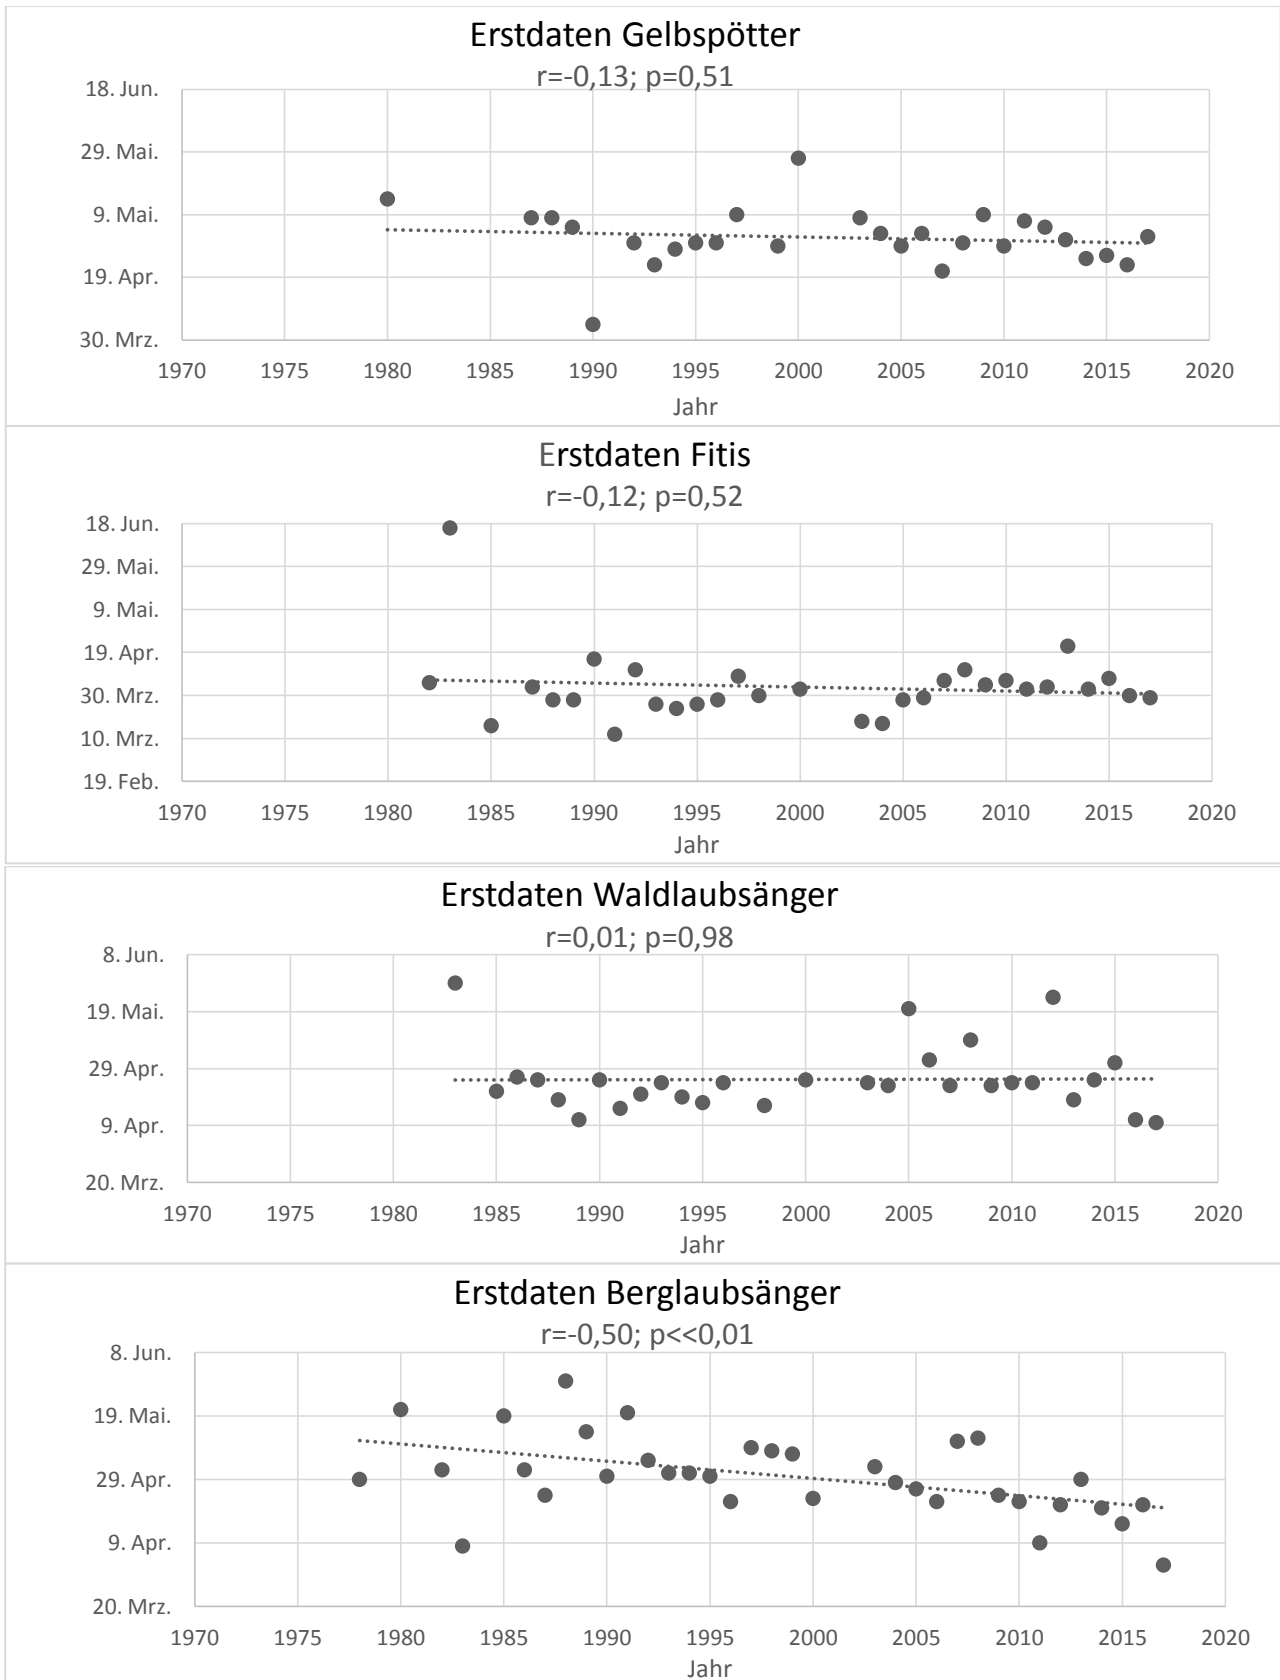 Erstdaten Gelbspötter
r=-0,13; p=0,51
18. Jun.
29. Mai.
9. Mai.
19. Apr.
30. Mrz.
1970 1975 1980 1985 1990 1995 2000 2005 2010 2015 2020
Jahr
Erstdaten Fitis
r=-0,12; p=0,52
18. Jun.
29. Mai.
9. Mai.
19. Apr.
30. Mrz.
10. Mrz.
19. Feb.
1970 1975 1980 1985 1990 1995 2000 2005 2010 2015 2020
Jahr
Erstdaten Waldlaubsänger
r=0,01; p=0,98
8. Jun.
19. Mai.
29. Apr.
9. Apr.
20. Mrz.
1970 1975 1980 1985 1990 1995 2000 2005 2010 2015 2020
Jahr
Erstdaten Berglaubsänger
r=-0,50; p<<0,01
8. Jun.
19. Mai.
29. Apr.
9. Apr.
20. Mrz.
1970 1975 1980 1985 1990 1995 2000 2005 2010 2015 2020
Jahr